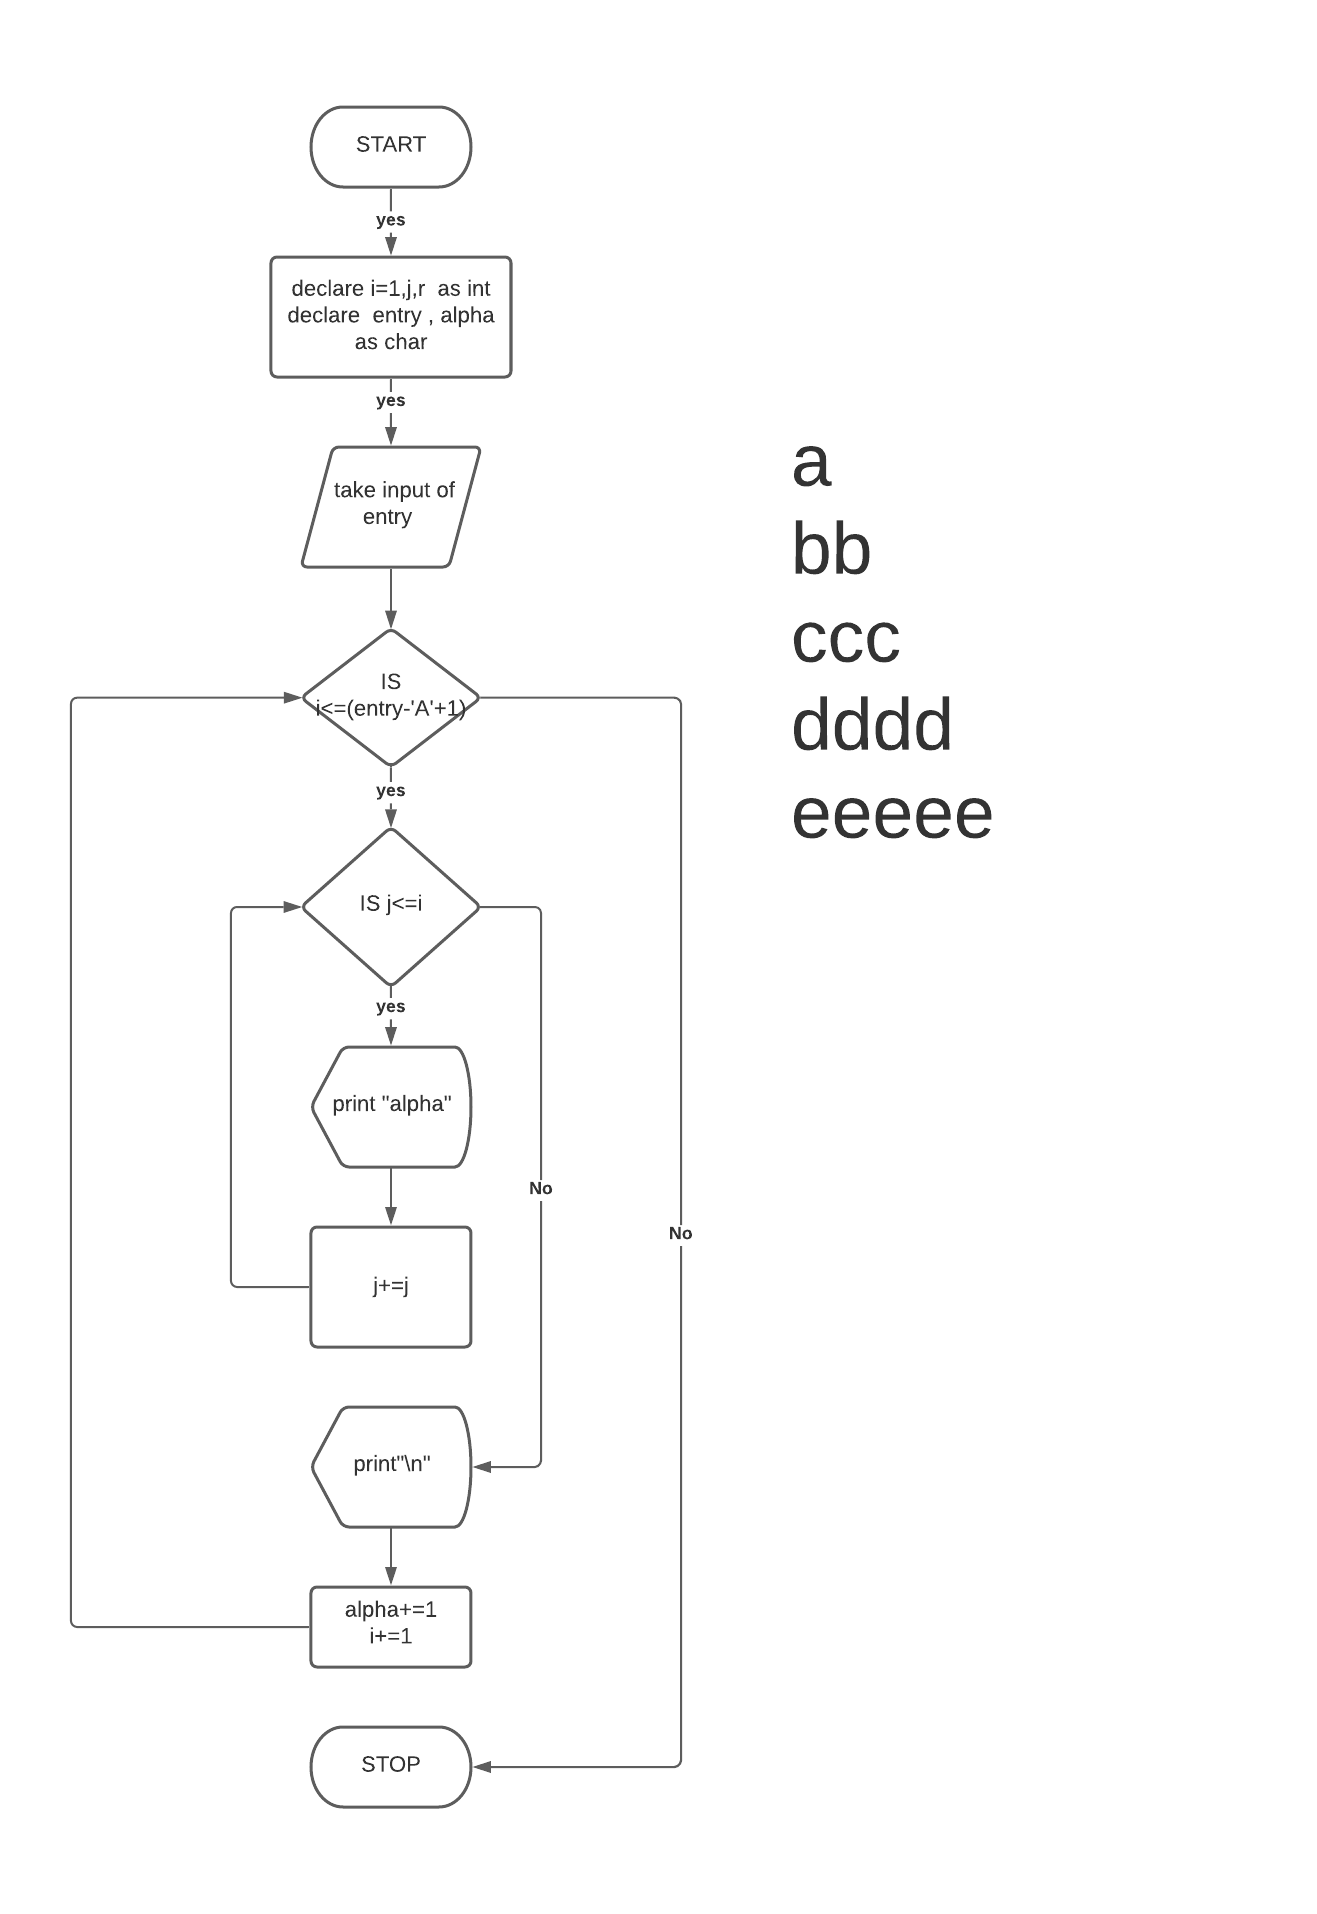 START
yes
declare i=1,j,r  as int
declare  entry , alpha
as char
yes
take input of
entry
IS
i<=(entry-'A'+1)
yes
IS j<=i
yes
print "alpha"
No
No
j+=j
print"\n"
alpha+=1
i+=1
STOP
a
bb
ccc
dddd
eeeee